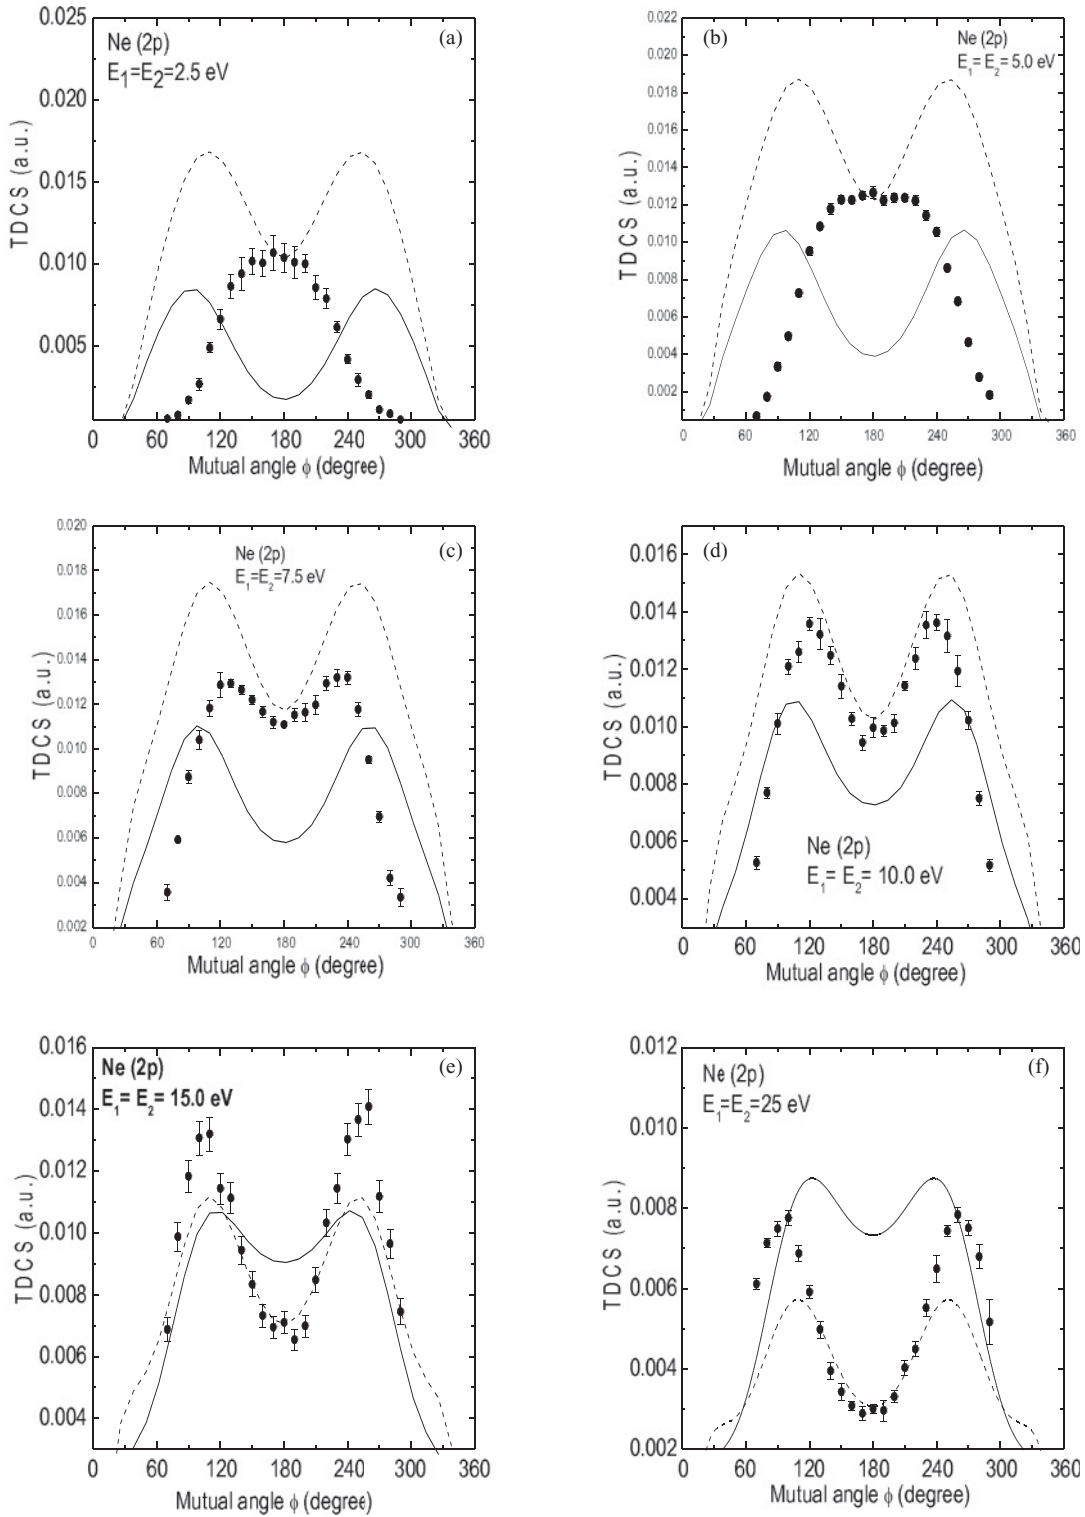 0.025
0.020
0.015
0.010
0.005
TDCS (a.u.)
Ne (2p)
E1=E2=2.5 eV
(a)
0 60 120 180 240 300 360
Mutual angle ϕ (degree)
0.022
0.020
0.018
0.016
0.014
0.012
0.010
0.008
0.006
0.004
0.002
TDCS (a.u.)
(b)
Ne (2p)
E1=E2= 5.0 eV
0 60 120 180 240 300 360
Mutual angle ϕ (degree)
0.020
0.018
0.016
0.014
0.012
0.010
0.008
0.006
0.004
0.002
TDCS (a.u.)
Ne (2p)
E1=E2=7.5 eV
(c)
0 60 120 180 240 300 360
Mutual angle ϕ (degree)
0.016
0.014
0.012
0.010
0.008
0.006
0.004
TDCS (a.u.)
(d)
Ne (2p)
E1= E2= 10.0 eV
0 60 120 180 240 300 360
Mutual angle ϕ (degree)
0.016
0.014
0.012
0.010
0.008
0.006
0.004
TDCS (a.u.)
Ne (2p)
E1= E2= 15.0 eV
(e)
0 60 120 180 240 300 360
Mutual angle ϕ (degree)
0.012
0.010
0.008
0.006
0.004
0.002
TDCS (a.u.)
Ne (2p)
E1=E2=25 eV
(f)
0 60 120 180 240 300 360
Mutual angle ϕ (degree)